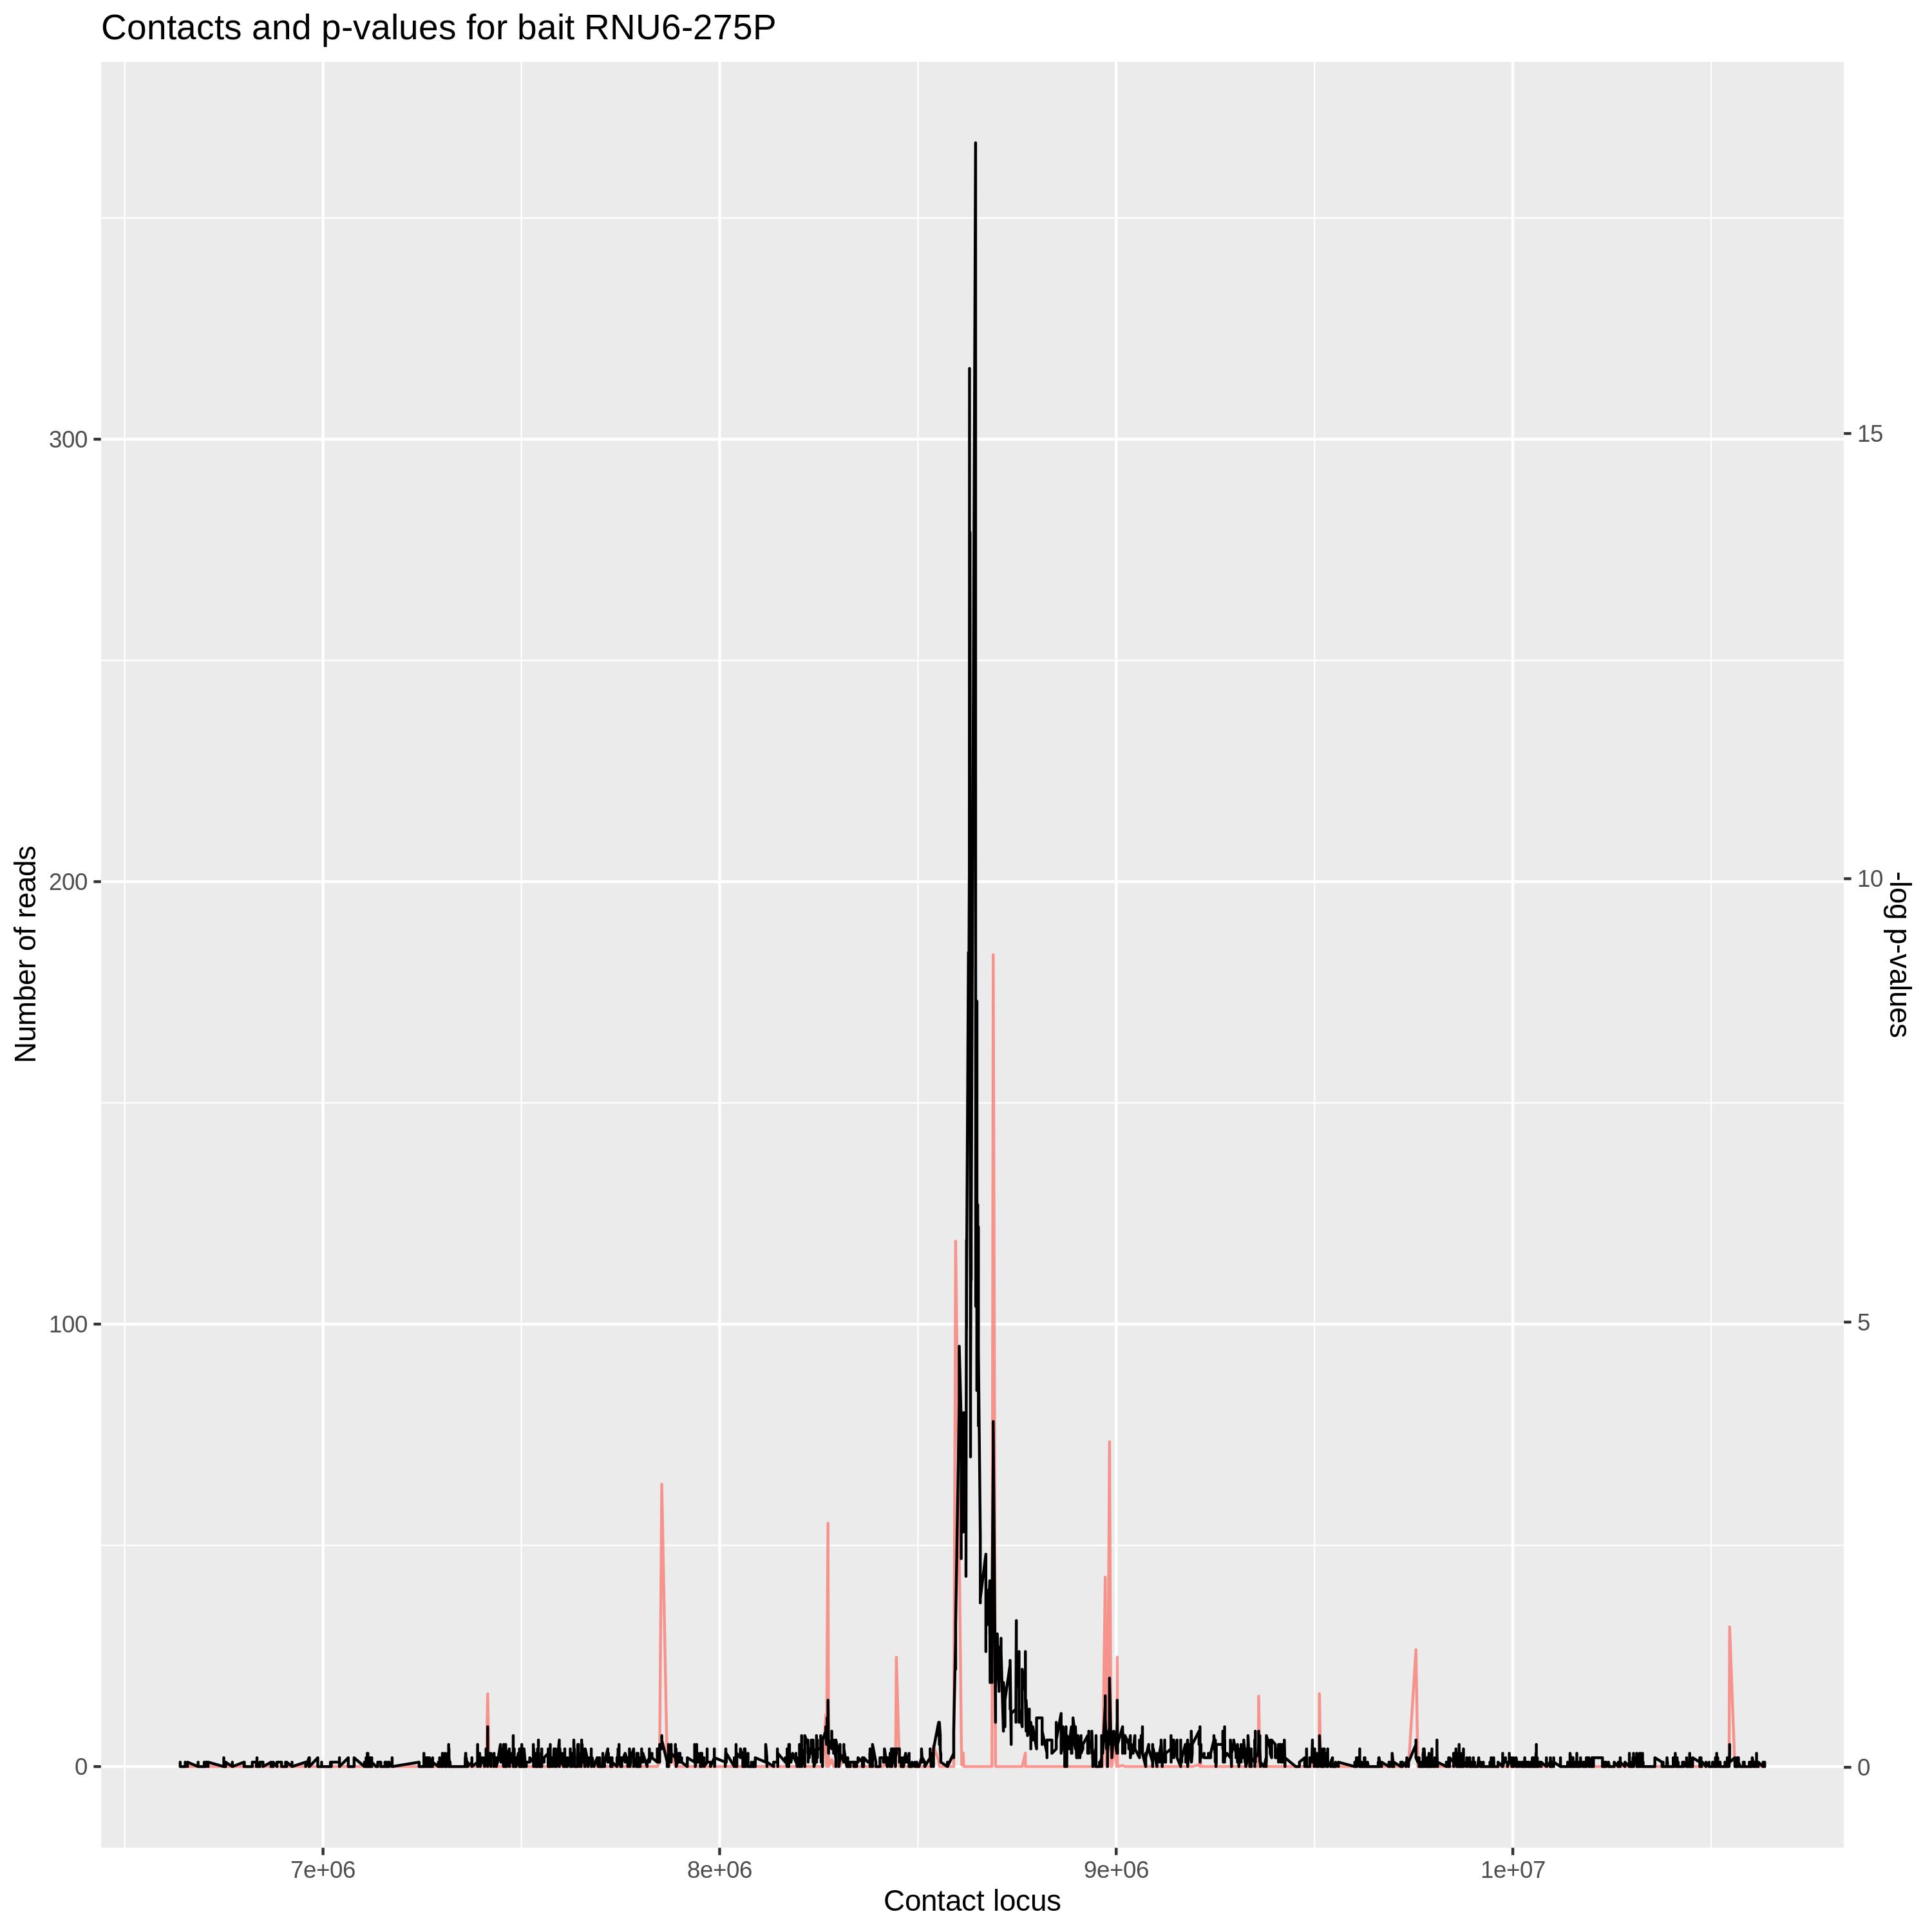 Contacts and p-values for bait RNU6-275P
Number of reads
300
200
100
0
15
10
5
0
-log p-values
7e+06
8e+06
9e+06
1e+07
Contact locus